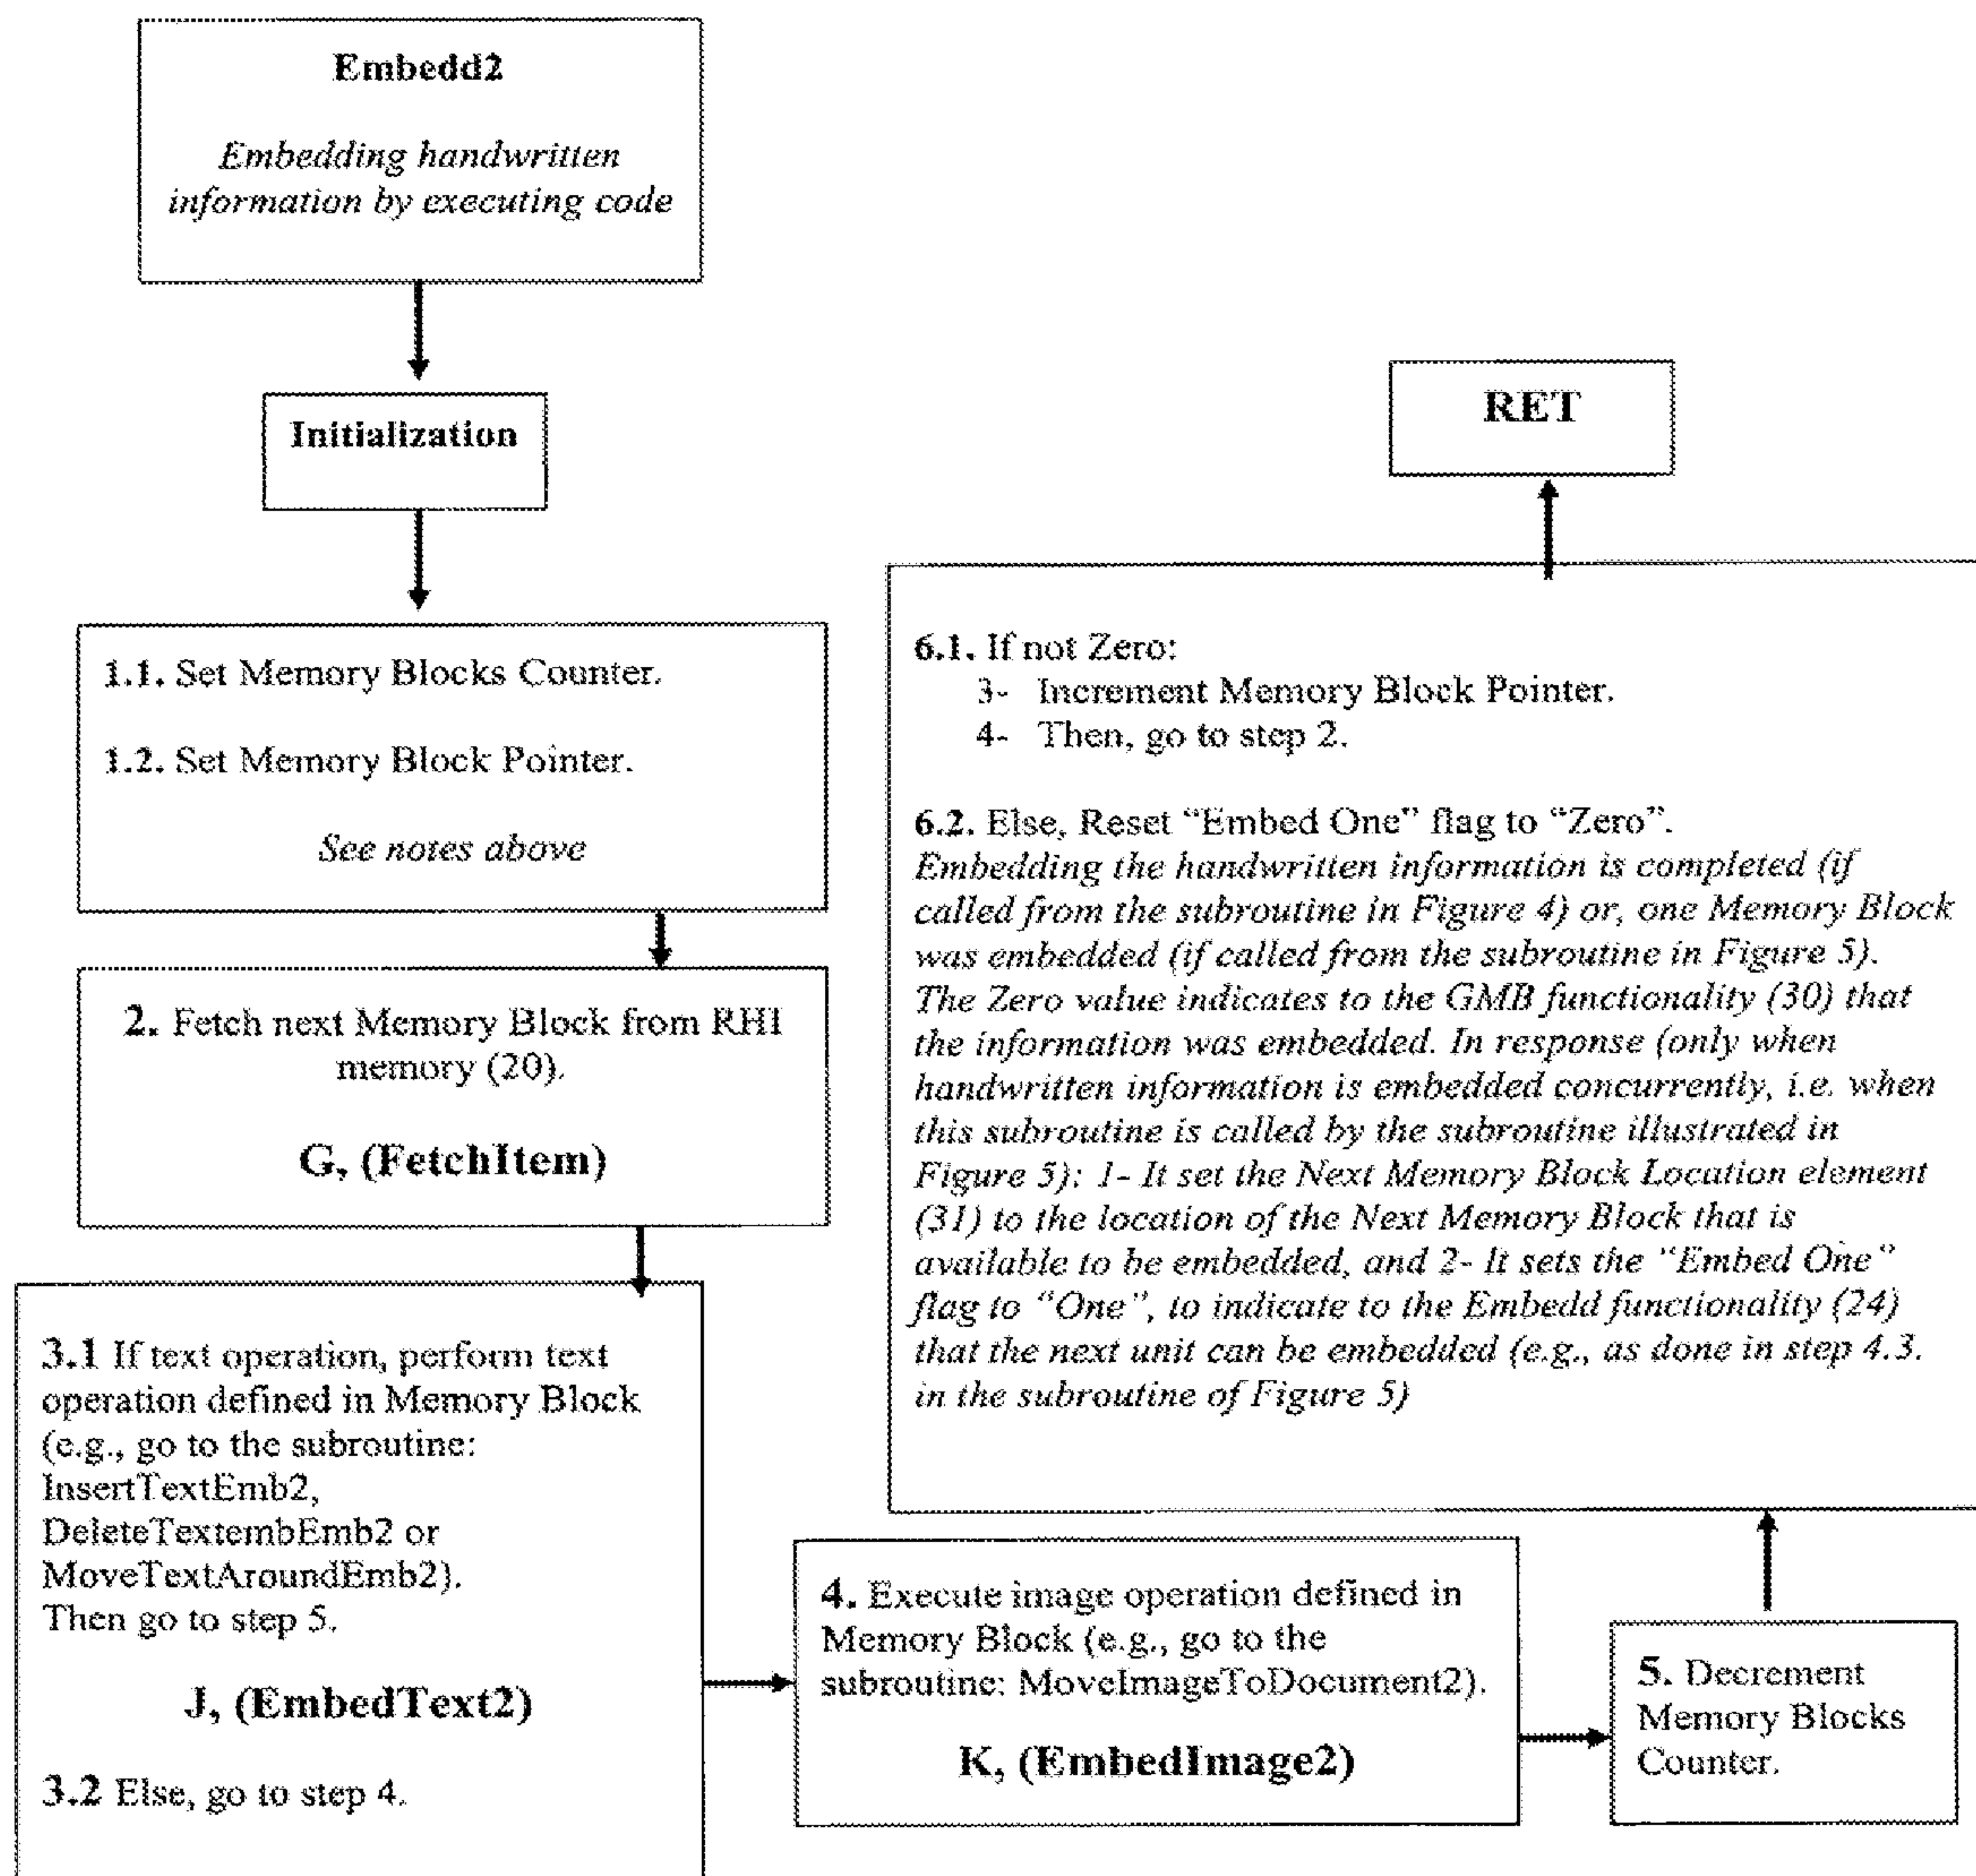 Embedd2
Embedding handwritten
information by executing code
Initialization
1.1. Set Memory Blocks Counter.
1.2. Set Memory Block Pointer.
See notes above
2. Fetch next Memory Block from RHI
memory (20).
G, (FetchItem)
3.1 If text operation, perform text
operation defined in Memory Block
(e.g., go to the subroutine:
InsertTextEmb2,
DeleteTextembEmb2 or
MoveTextAroundEmb2).
Then go to step 5.
J, (EmbedText2)
3.2 Else, go to step 4.
4. Execute image operation defined in
Memory Block (e.g., go to the
subroutine: MoveImageToDocument2).
K, (EmbedImage2)
5. Decrement
Memory Blocks
Counter.
6.1. If not Zero:
3- Increment Memory Block Pointer.
4- Then, go to step 2.
6.2. Else, Reset “Embed One” flag to “Zero”.
Embedding the handwritten information is completed (if
called from the subroutine in Figure 4) or, one Memory Block
was embedded (if called from the subroutine in Figure 5).
The Zero value indicates to the GMB functionality (30) that
the information was embedded. In response (only when
handwritten information is embedded concurrently, i.e. when
this subroutine is called by the subroutine illustrated in
Figure 5): 1- It set the Next Memory Block Location element
(31) to the location of the Next Memory Block that is
available to be embedded, and 2- It sets the “Embed One”
flag to “One”, to indicate to the Embedd functionality (24)
that the next unit can be embedded (e.g., as done in step 4.3.
in the subroutine of Figure 5)
RET